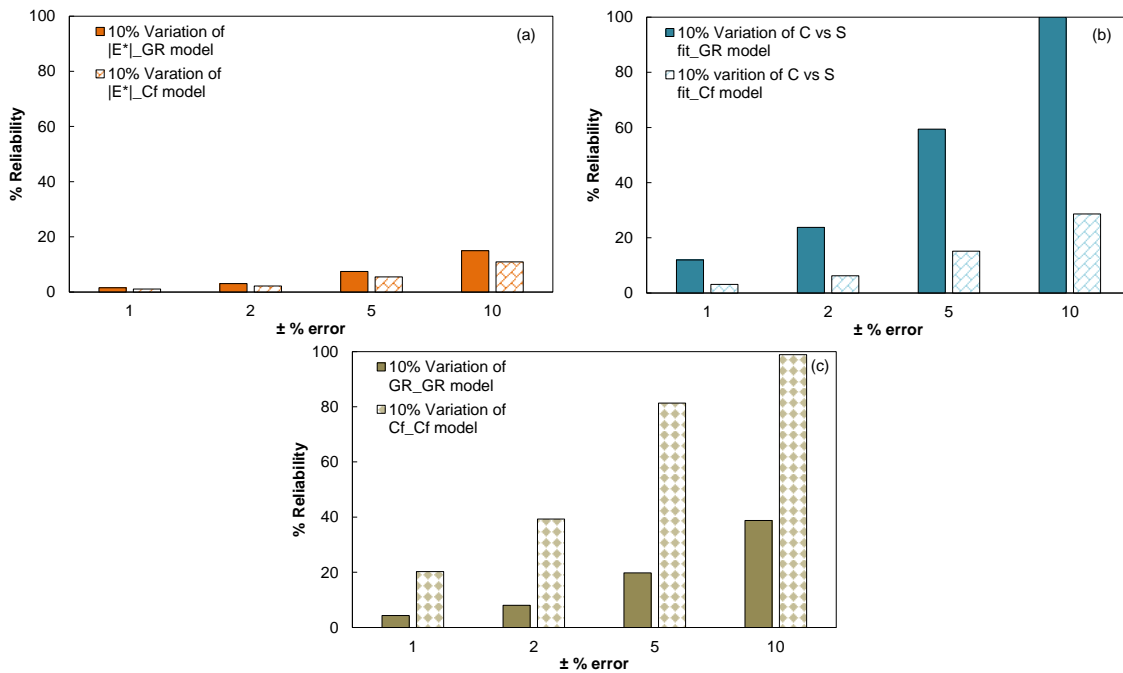 100
80
60
40
20
0
% Reliability
10% Variation of
|E*|_GR model
10% Varation of
|E*|_Cf model
(a)
1 2 5 10
± % error
100
80
60
40
20
0
% Reliability
10% Variation of C vs S
fit_GR model
10% varition of C vs S
fit_Cf model
(b)
1 2 5 10
± % error
100
80
60
40
20
0
% Reliability
10% Variation of
GR_GR model
10% Variation of
Cf_Cf model
(c)
1 2 5 10
± % error